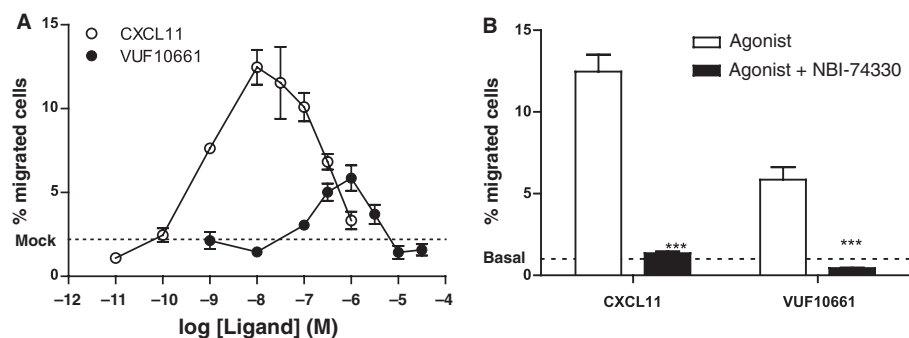 A
CXCL11
VUF10661
% migrated cells
15
10
5
0
Mock
−12 −11 −10 −9 −8 −7 −6 −5 −4
log [Ligand] (M)
B
Agonist
Agonist + NBI-74330
% migrated cells
15
10
5
0
Basal
***
***
CXCL11 VUF10661